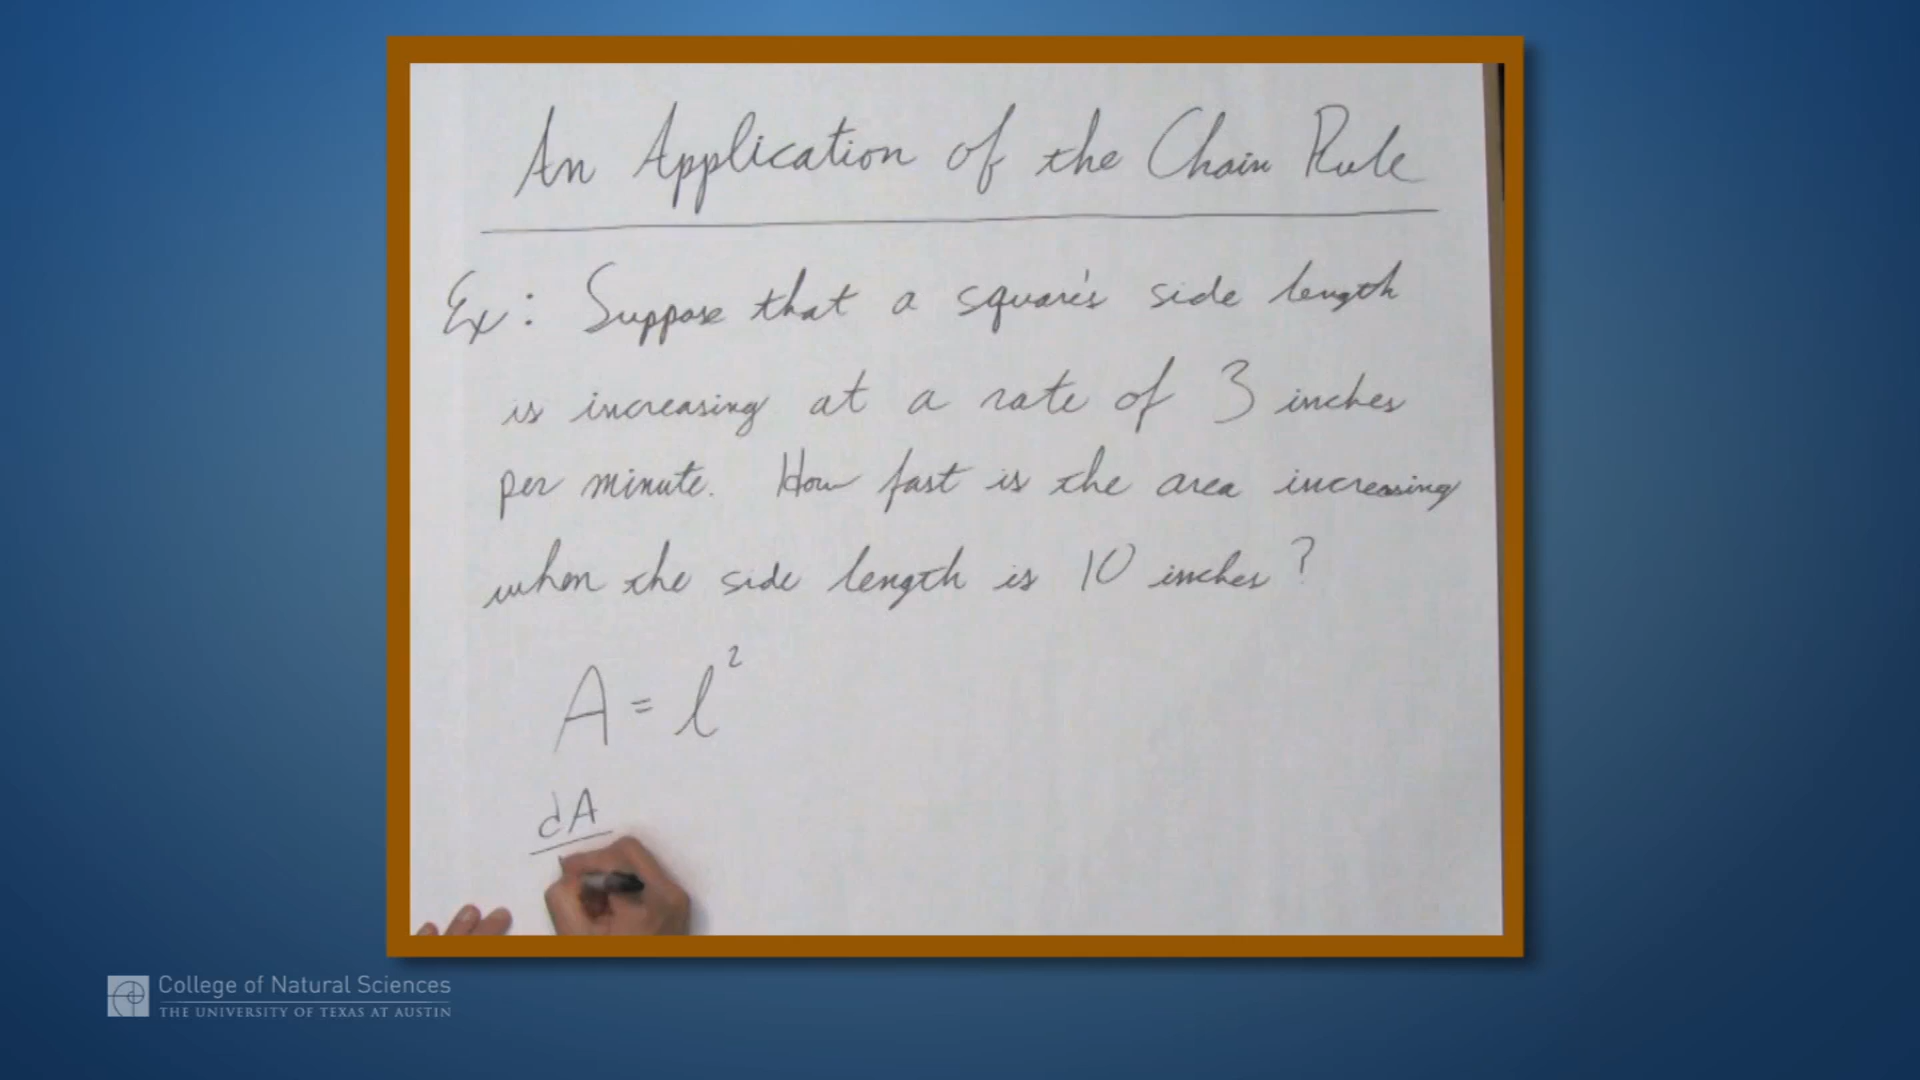 An Application of the Chain Rule
Ex: Suppose that a square's side length
is increasing at a rate of 3 inches
per minute. How fast is the area increasing
when the side length is 10 inches?
A = l²
dA
College of Natural Sciences
THE UNIVERSITY OF TEXAS AT AUSTIN